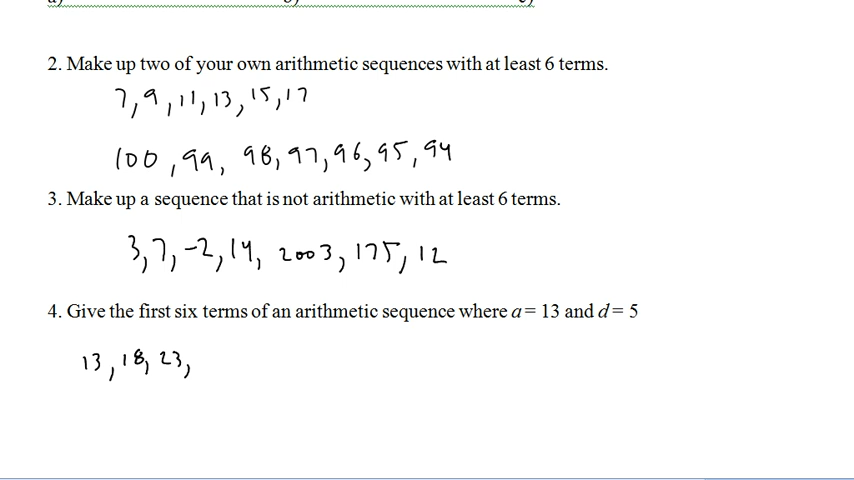 2. Make up two of your own arithmetic sequences with at least 6 terms.
7, 9, 11, 13, 15, 17
100, 99, 98, 97, 96, 95, 94
3. Make up a sequence that is not arithmetic with at least 6 terms.
3, 7, -2, 14, 2003, 175, 12
4. Give the first six terms of an arithmetic sequence where a = 13 and d = 5
13, 18, 23,